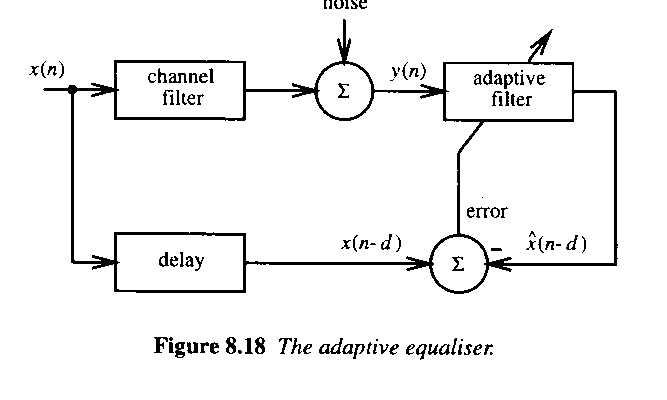 noise
x(n)
channel
filter
Σ
y(n)
adaptive
filter
error
delay
x(n-d)
Σ
-
x̂(n-d)
Figure 8.18 The adaptive equaliser.